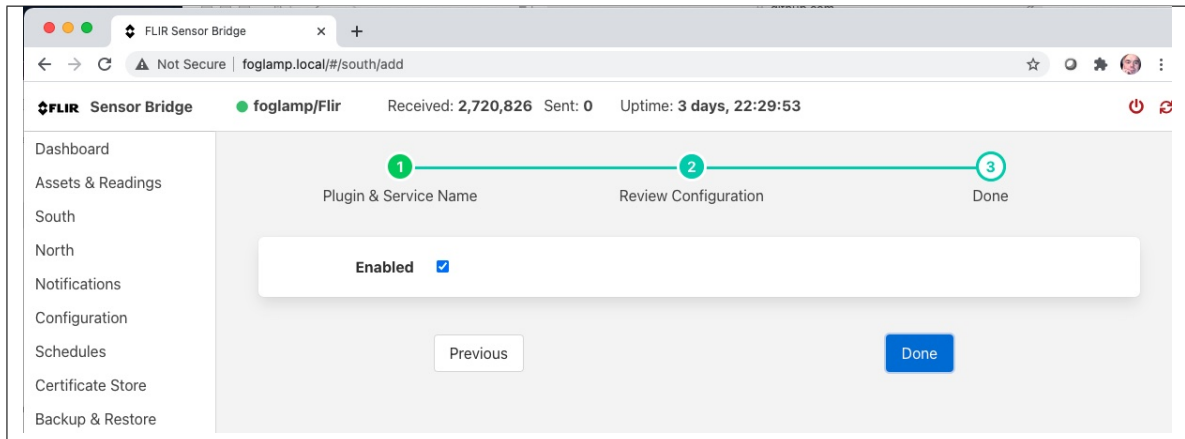 FLIR Sensor Bridge
Not Secure | foglamp.local/#/south/add
FLIR Sensor Bridge foglamp/Flir Received: 2,720,826 Sent: 0 Uptime: 3 days, 22:29:53
Dashboard
Assets & Readings
South
North
Notifications
Configuration
Schedules
Certificate Store
Backup & Restore
1 2 3
Plugin & Service Name Review Configuration Done
Enabled
Previous Done